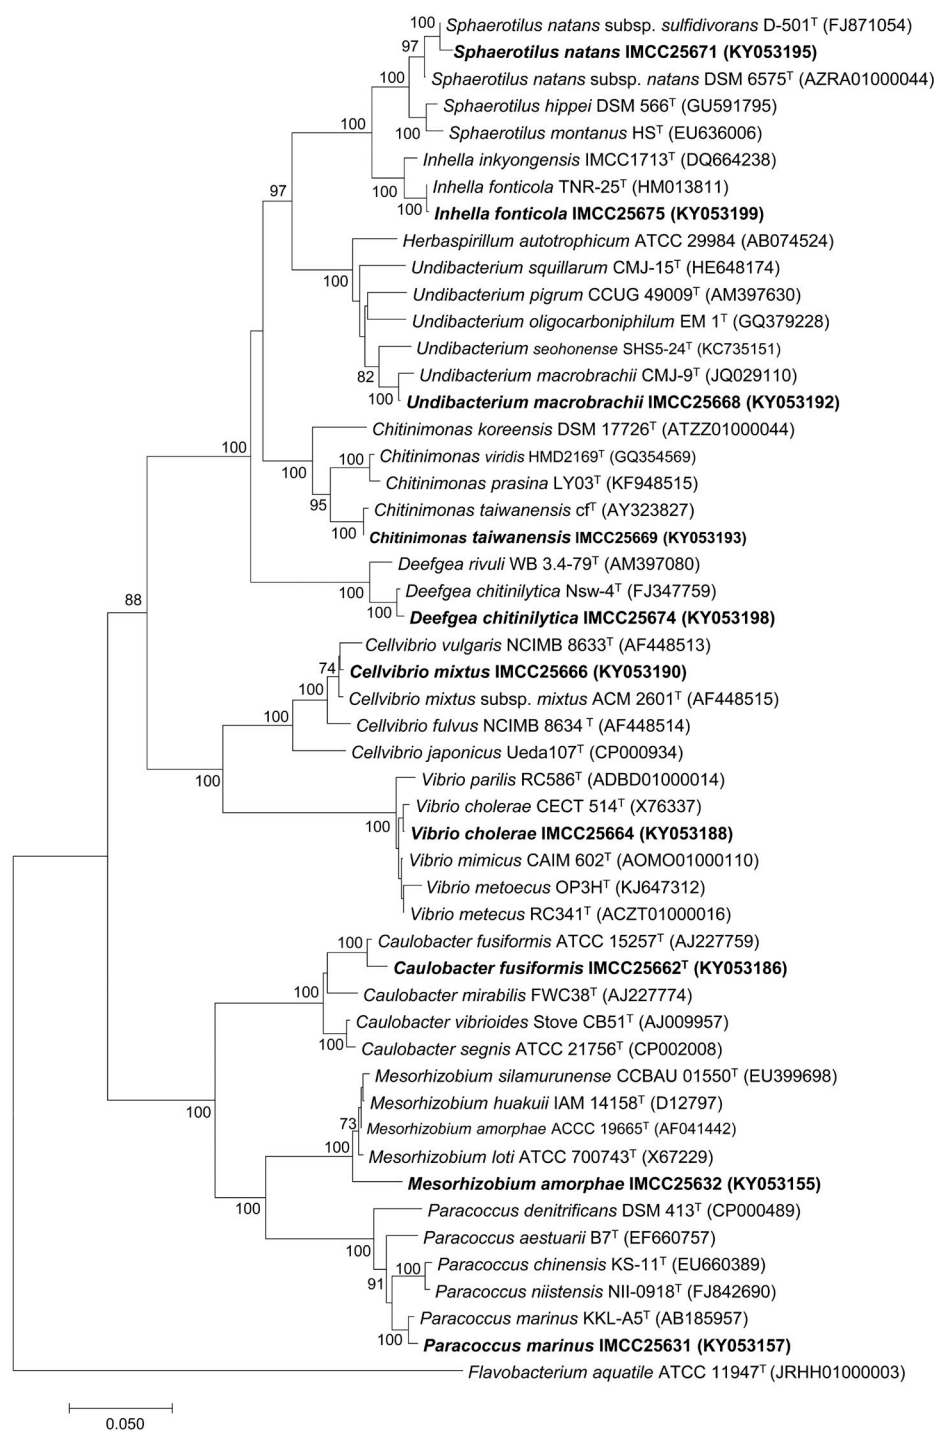 100 Sphaerotilus natans subsp. sulfidivorans D-501T (FJ871054)
97 Sphaerotilus natans IMCC25671 (KY053195)
100 Sphaerotilus natans subsp. natans DSM 6575T (AZRA01000044)
Sphaerotilus hippei DSM 566T (GU591795)
100 100 Sphaerotilus montanus HST (EU636006)
Inhella inkyongensis IMCC1713T (DQ664238)
97 100 Inhella fonticola TNR-25T (HM013811)
100 Inhella fonticola IMCC25675 (KY053199)
Herbaspirillum autotrophicum ATCC 29984 (AB074524)
100 Undibacterium squillarum CMJ-15T (HE648174)
Undibacterium pigrum CCUG 49009T (AM397630)
Undibacterium oligocarboniphilum EM 1T (GQ379228)
Undibacterium seohonense SHS5-24T (KC735151)
82 Undibacterium macrobrachii CMJ-9T (JQ029110)
100 Undibacterium macrobrachii IMCC25668 (KY053192)
100 Chitinimonas koreensis DSM 17726T (ATZZ01000044)
100 100 Chitinimonas viridis HMD2169T (GQ354569)
Chitinimonas prasina LY03T (KF948515)
95 Chitinimonas taiwanensis cfT (AY323827)
100 Chitinimonas taiwanensis IMCC25669 (KY053193)
Deefgea rivuli WB 3.4-79T (AM397080)
100 Deefgea chitinilytica Nsw-4T (FJ347759)
88 100 Deefgea chitinilytica IMCC25674 (KY053198)
Cellvibrio vulgaris NCIMB 8633T (AF448513)
74 Cellvibrio mixtus IMCC25666 (KY053190)
100 Cellvibrio mixtus subsp. mixtus ACM 2601T (AF448515)
100 Cellvibrio fulvus NCIMB 8634 T (AF448514)
Cellvibrio japonicus Ueda107T (CP000934)
100 Vibrio parilis RC586T (ADBD01000014)
Vibrio cholerae CECT 514T (X76337)
100 Vibrio cholerae IMCC25664 (KY053188)
Vibrio mimicus CAIM 602T (AOMO01000110)
Vibrio metoecus OP3HT (KJ647312)
Vibrio metecus RC341T (ACZT01000016)
100 Caulobacter fusiformis ATCC 15257T (AJ227759)
Caulobacter fusiformis IMCC25662T (KY053186)
100 Caulobacter mirabilis FWC38T (AJ227774)
Caulobacter vibrioides Stove CB51T (AJ009957)
100 Caulobacter segnis ATCC 21756T (CP002008)
Mesorhizobium silamurunense CCBAU 01550T (EU399698)
100 Mesorhizobium huakuii IAM 14158T (D12797)
73 Mesorhizobium amorphae ACCC 19665T (AF041442)
100 Mesorhizobium loti ATCC 700743T (X67229)
Mesorhizobium amorphae IMCC25632 (KY053155)
100 Paracoccus denitrificans DSM 413T (CP000489)
100 Paracoccus aestuarii B7T (EF660757)
100 Paracoccus chinensis KS-11T (EU660389)
91 Paracoccus niistensis NII-0918T (FJ842690)
Paracoccus marinus KKL-A5T (AB185957)
100 Paracoccus marinus IMCC25631 (KY053157)
Flavobacterium aquatile ATCC 11947T (JRHH01000003)
0.050